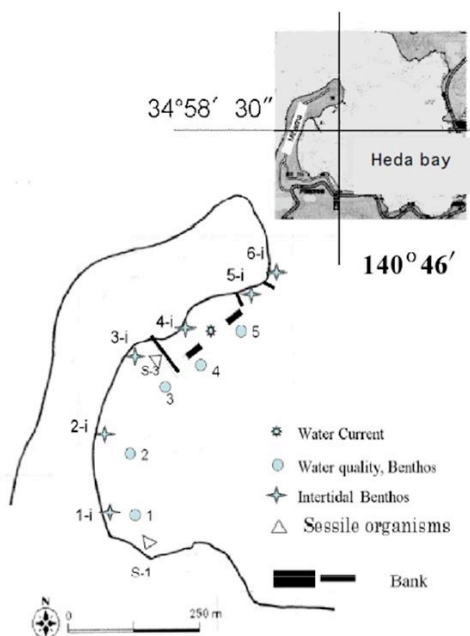 34°58′ 30″
Heda bay
140° 46′
6-i
5-i
4-i
5
3-i
S-3
4
3
2-i
2
1-i
1
S-1
Water Current
Water quality, Benthos
Intertidal Benthos
Sessile organisms
Bank
N
0
250 m